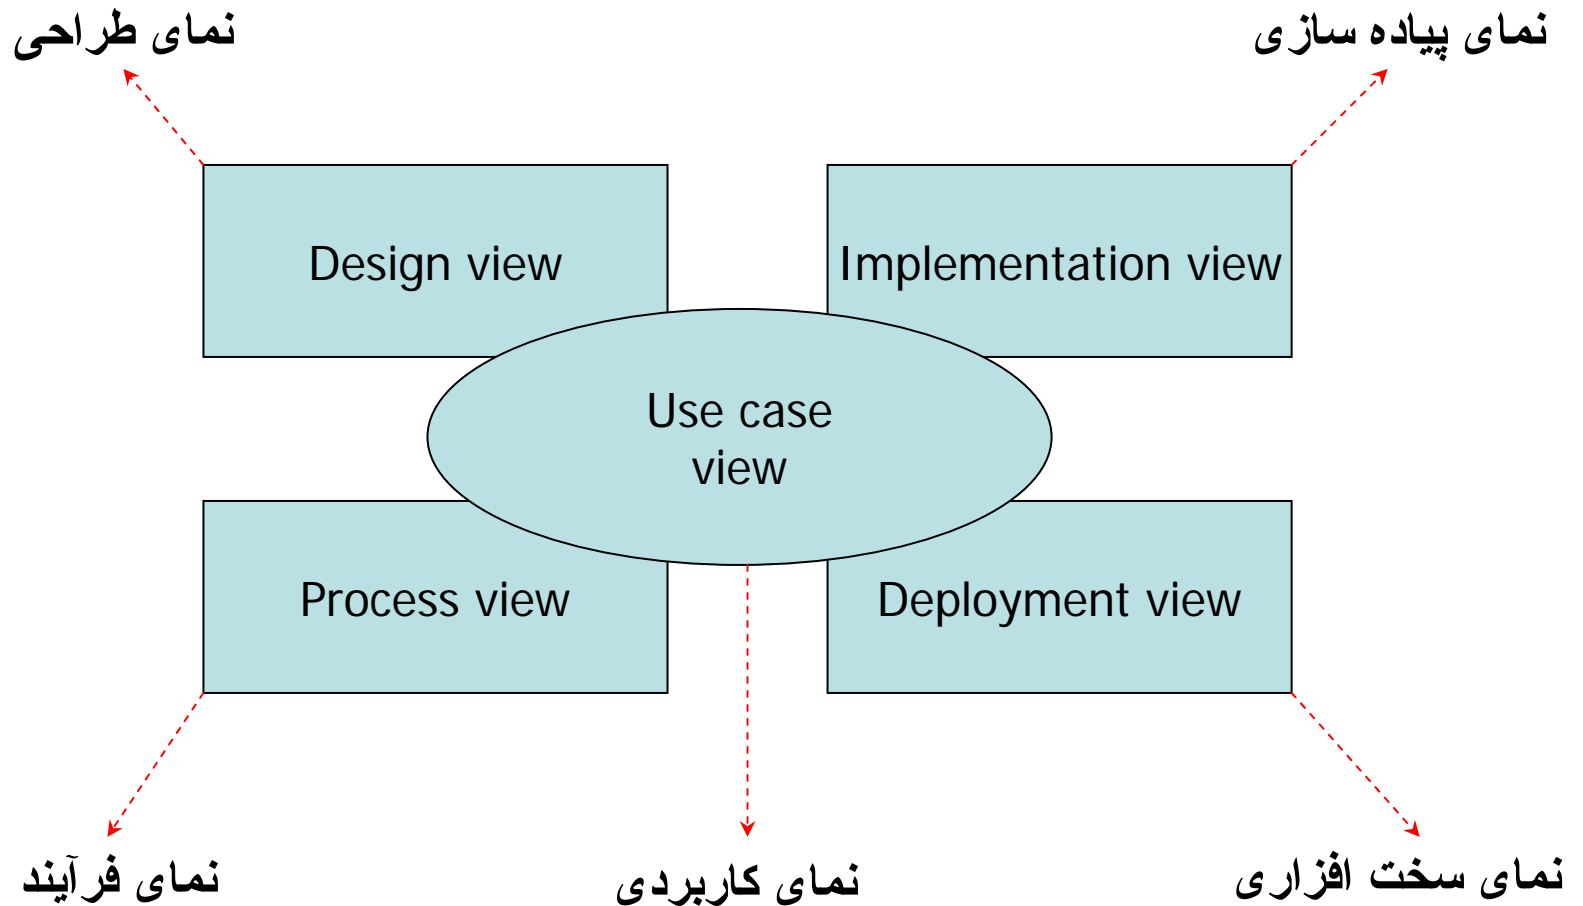 نمای طراحی
نمای پیاده سازی
Design view
Implementation view
Use case
view
Process view
Deployment view
نمای فرآیند
نمای کاربردی
نمای سخت افزاری